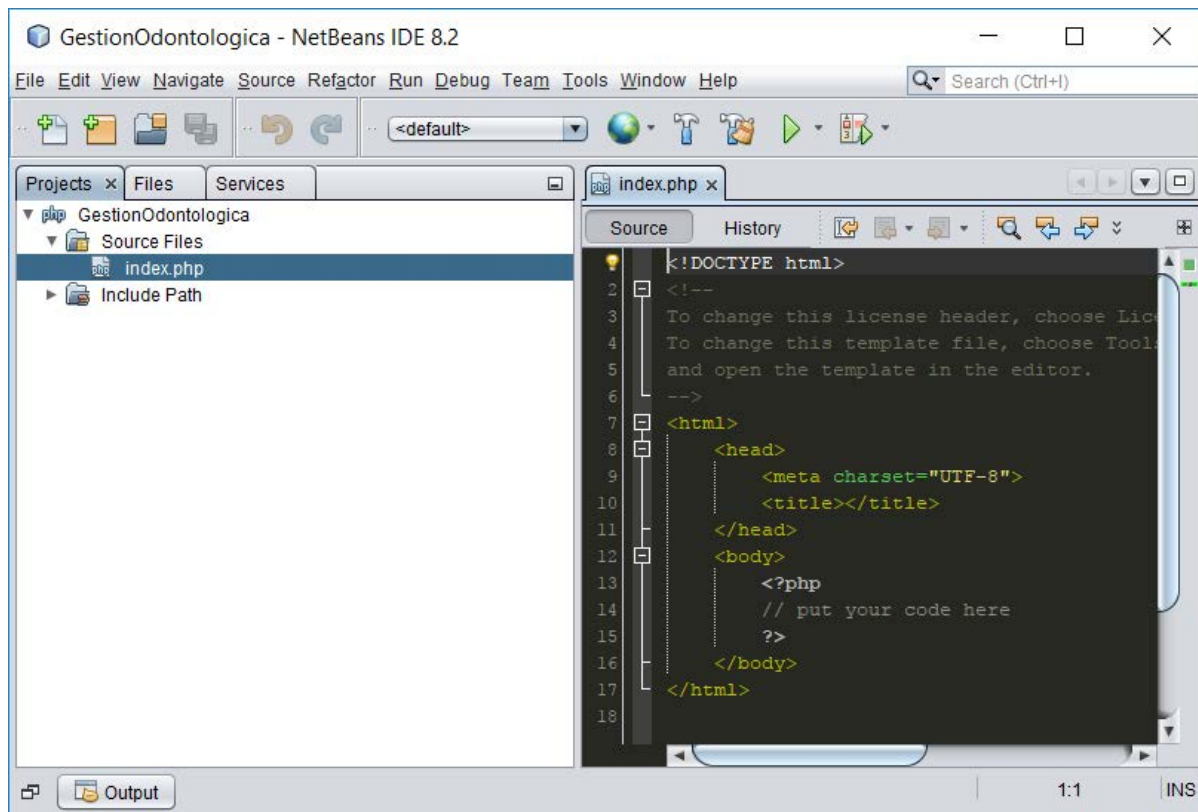 GestionOdontologica - NetBeans IDE 8.2
File Edit View Navigate Source Refactor Run Debug Team Tools Window Help
Search (Ctrl+I)
<default>
Projects Files Services
GestionOdontologica
Source Files
index.php
Include Path
index.php
Source History
<!DOCTYPE html>
2 <!--
3 To change this license header, choose Lice
4 To change this template file, choose Tools
5 and open the template in the editor.
6 -->
7 <html>
8 <head>
9 <meta charset="UTF-8">
10 <title></title>
11 </head>
12 <body>
13 <?php
14 // put your code here
15 ?>
16 </body>
17 </html>
18
Output
1:1 INS